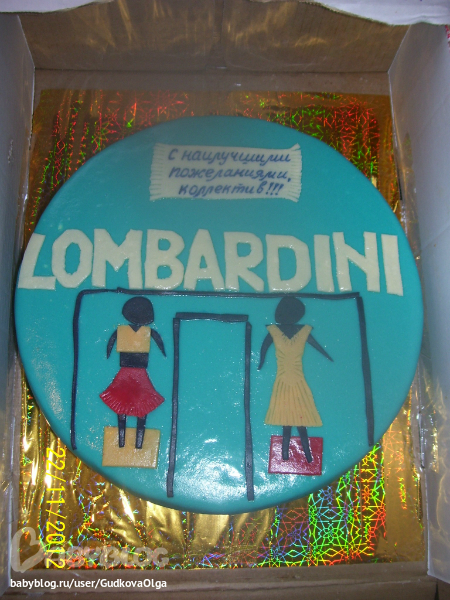 С наилучшими
пожеланиями,
коллектив!!!
LOMBARDINI
22/11/2012
babyblog.ru/user/GudkovaOlga